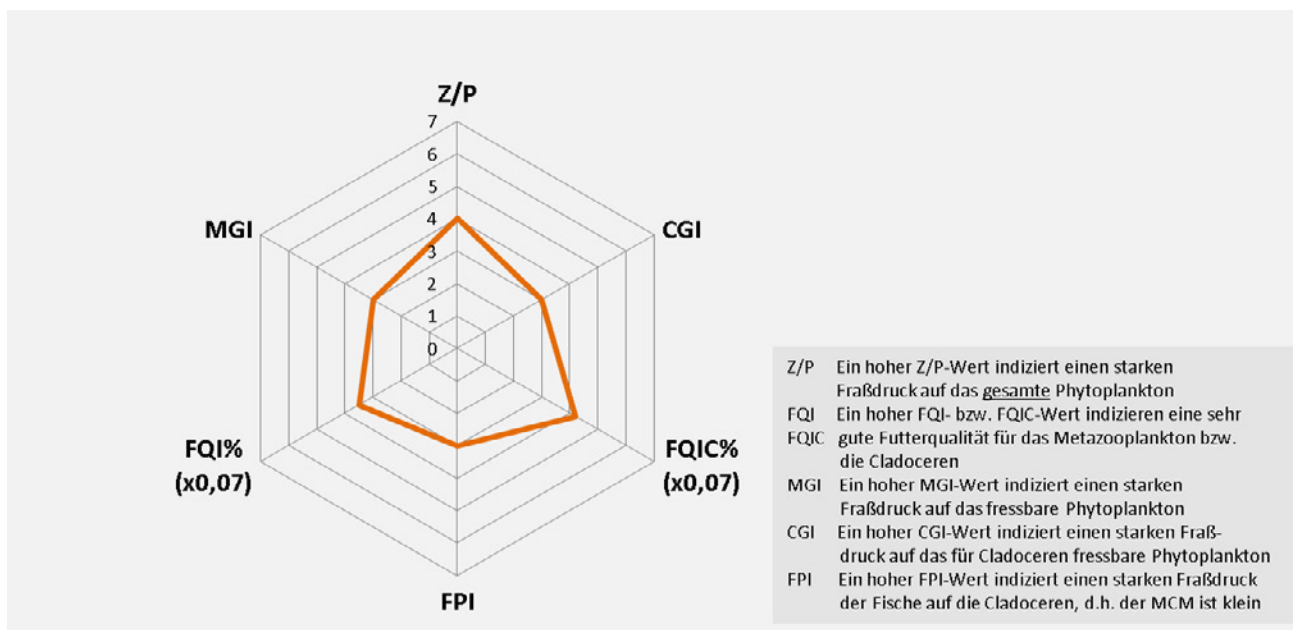 Z/P
7
6
5
4
3
2
1
0
MGI
CGI
FQI%
(x0,07)
FQIC%
(x0,07)
FPI
Z/P Ein hoher Z/P-Wert indiziert einen starken
Fraßdruck auf das gesamte Phytoplankton
FQI Ein hoher FQI- bzw. FQIC-Wert indizieren eine sehr
FQIC gute Futterqualität für das Metazooplankton bzw.
die Cladoceren
MGI Ein hoher MGI-Wert indiziert einen starken
Fraßdruck auf das fressbare Phytoplankton
CGI Ein hoher CGI-Wert indiziert einen starken Fraß-
druck auf das für Cladoceren fressbare Phytoplankton
FPI Ein hoher FPI-Wert indiziert einen starken Fraßdruck
der Fische auf die Cladoceren, d.h. der MCM ist klein